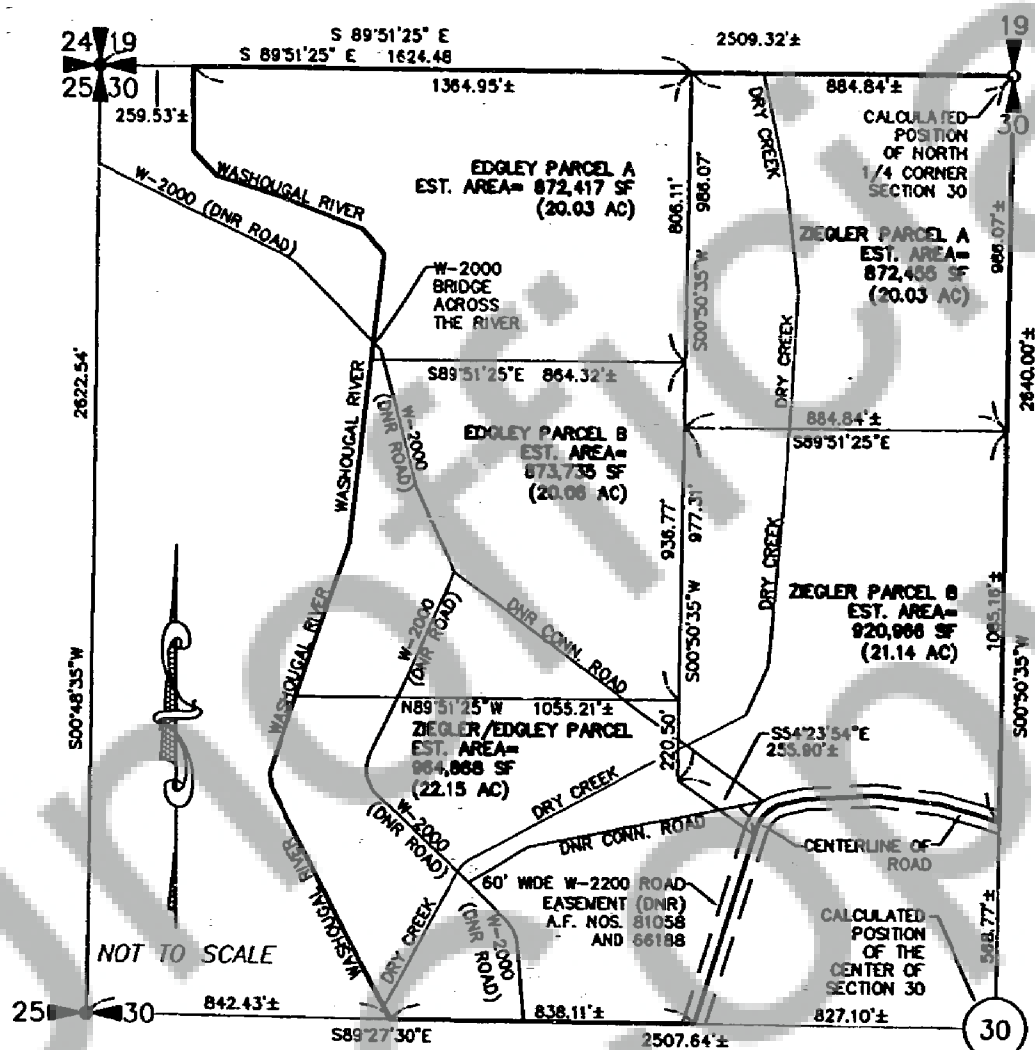 S 89°51'25" E
S 89°51'25" E 1624.48
2509.32'±
24 19
25 30
19
30
259.53'±
1364.95'±
884.84'±
CALCULATED
POSITION
OF NORTH
1/4 CORNER
SECTION 30
DRY CREEK
WASHOUGAL RIVER
W-2000 (DNR ROAD)
EDGLEY PARCEL A
EST. AREA= 872,417 SF
(20.03 AC)
806.11'
986.07'
S00°50'35"W
ZIEGLER PARCEL A
EST. AREA=
872,455 SF
(20.03 AC)
986.07'±
W-2000
BRIDGE
ACROSS
THE RIVER
2622.54'
WASHOUGAL RIVER
S89°51'25"E 864.32'±
W-2000
(DNR ROAD)
DRY CREEK
2640.00'±
884.84'±
S89°51'25"E
EDGLEY PARCEL B
EST. AREA=
873,735 SF
(20.06 AC)
936.77'
977.31'
S00°50'35"W
DRY CREEK
ZIEGLER PARCEL B
EST. AREA=
920,966 SF
(21.14 AC)
1085.16'±
S00°50'35"W
W-2000
(DNR ROAD)
DNR CONN. ROAD
WASHOUGAL RIVER
S00°48'35"W
N89°51'25"W 1055.21'±
ZIEGLER/EDGLEY PARCEL
EST. AREA=
964,868 SF
(22.15 AC)
220.50'
S54°23'54"E
255.90'±
DRY CREEK
W-2000
(DNR ROAD)
DNR CONN. ROAD
CENTERLINE OF
ROAD
WASHOUGAL RIVER
60' WIDE W-2200 ROAD
EASEMENT (DNR)
A.F. NOS. 81058
AND 66188
DRY CREEK
W-2000
(DNR ROAD)
CALCULATED
POSITION
OF THE
CENTER OF
SECTION 30
568.77'±
NOT TO SCALE
25 30
842.43'±
838.11'±
827.10'±
30
S89°27'30"E
2507.64'±